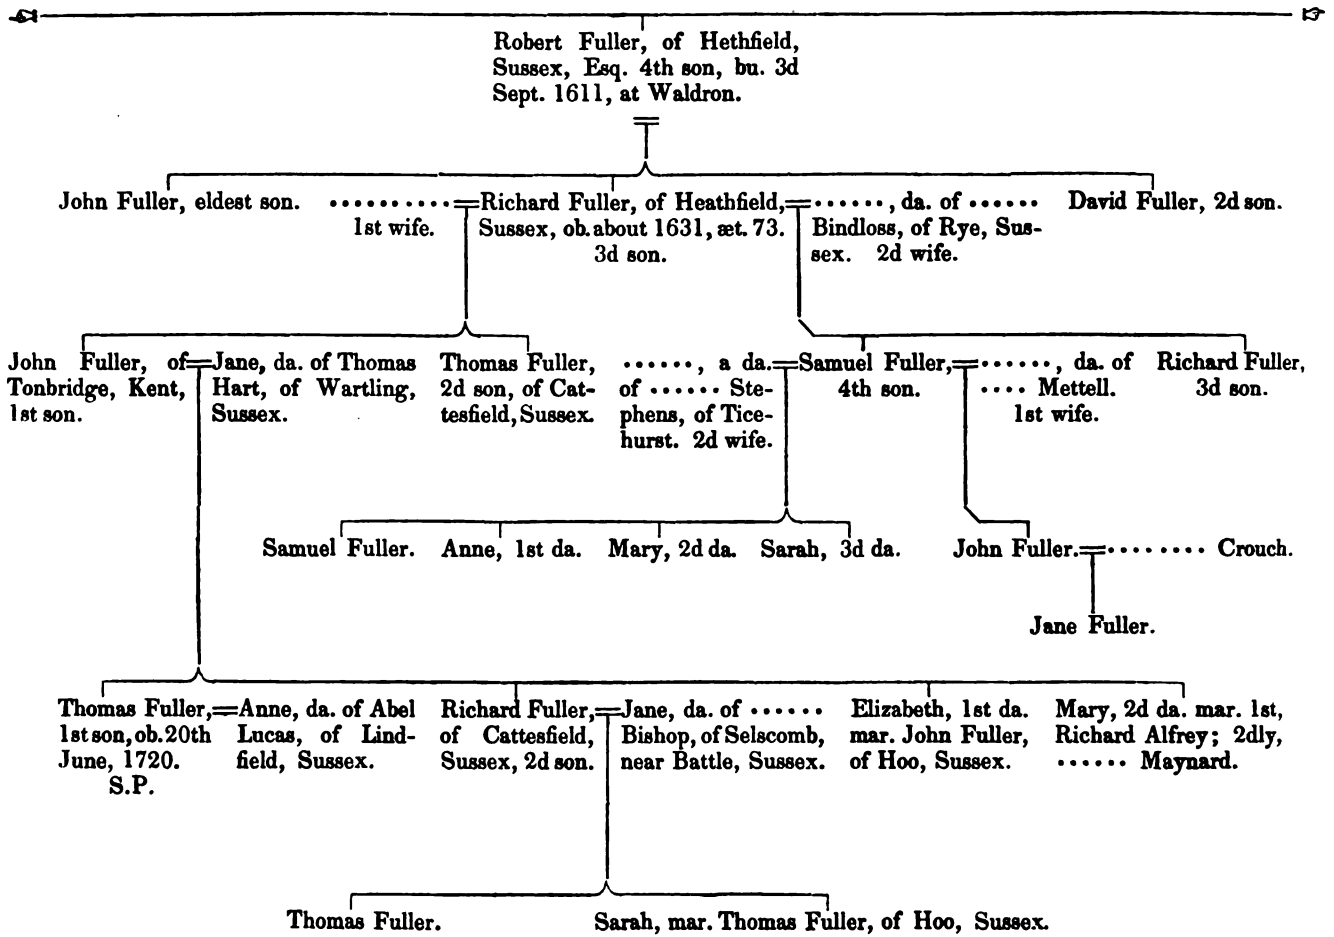 Robert Fuller, of Hethfield,
Sussex, Esq. 4th son, bu. 3d
Sept. 1611, at Waldron.
John Fuller, eldest son.
········
1st wife.
Richard Fuller, of Heathfield,
Sussex, ob. about 1631, æt. 73.
3d son.
······, da. of ······
Bindloss, of Rye, Sus-
sex. 2d wife.
David Fuller, 2d son.
John Fuller, of
Tonbridge, Kent,
1st son.
Jane, da. of Thomas
Hart, of Wartling,
Sussex.
Thomas Fuller,
2d son, of Cat-
tesfield, Sussex.
······, a da.
of ······ Ste-
phens, of Tice-
hurst. 2d wife.
Samuel Fuller,
4th son.
······, da. of
···· Mettell.
1st wife.
Richard Fuller,
3d son.
Samuel Fuller.
Anne, 1st da.
Mary, 2d da.
Sarah, 3d da.
John Fuller.
········ Crouch.
Jane Fuller.
Thomas Fuller,
1st son, ob. 20th
June, 1720.
S.P.
Anne, da. of Abel
Lucas, of Lind-
field, Sussex.
Richard Fuller,
of Cattesfield,
Sussex, 2d son.
Jane, da. of ······
Bishop, of Selscomb,
near Battle, Sussex.
Elizabeth, 1st da.
mar. John Fuller,
of Hoo, Sussex.
Mary, 2d da. mar. 1st,
Richard Alfrey; 2dly,
······ Maynard.
Thomas Fuller.
Sarah, mar. Thomas Fuller, of Hoo, Sussex.